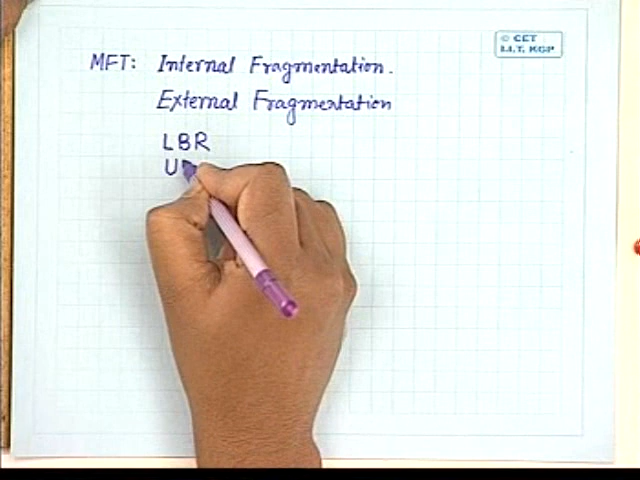 © CET
I.I.T. KGP
MFT: Internal Fragmentation.
External Fragmentation
LBR
U